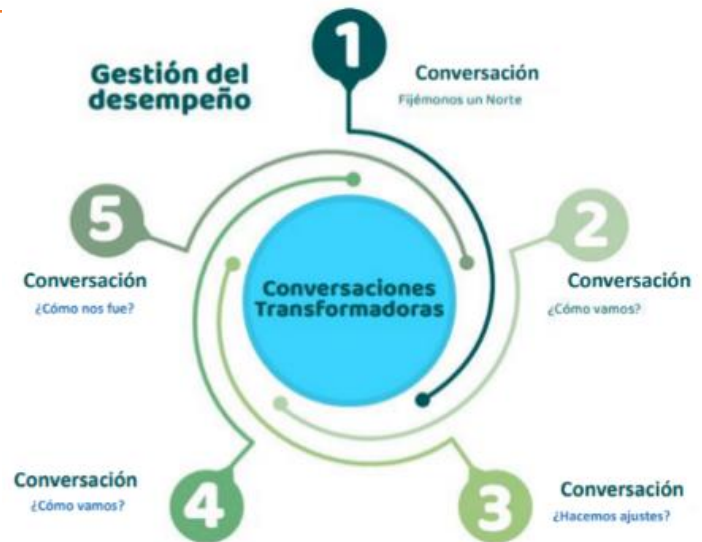 Gestión del
desempeño
1
Conversación
Fijémonos un Norte
2
Conversación
¿Cómo vamos?
3
Conversación
¿Hacemos ajustes?
4
Conversación
¿Cómo vamos?
5
Conversación
¿Cómo nos fue?
Conversaciones
Transformadoras